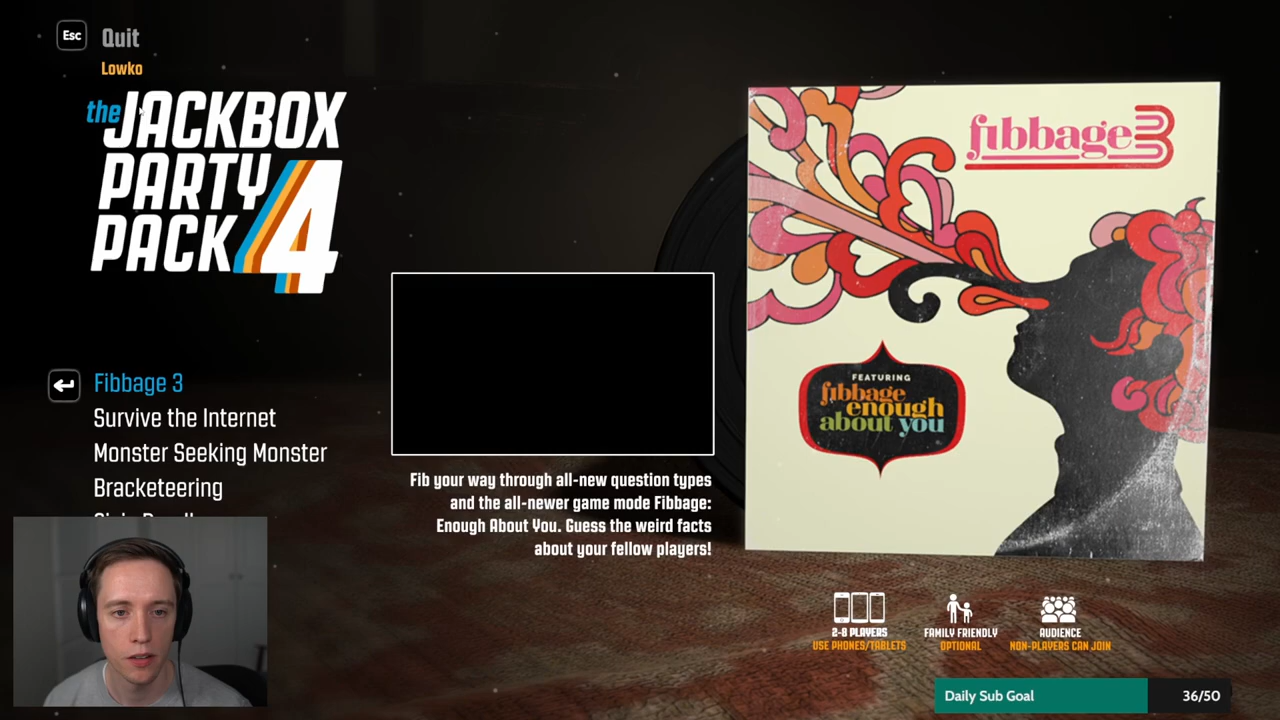 Esc Quit
Lowko
the JACKBOX
PARTY
PACK 4
Fibbage 3
Survive the Internet
Monster Seeking Monster
Bracketeering
Fib your way through all-new question types
and the all-newer game mode Fibbage:
Enough About You. Guess the weird facts
about your fellow players!
fibbage 3
FEATURING
fibbage
enough
about you
2-8 PLAYERS
USE PHONES/TABLETS
FAMILY FRIENDLY
OPTIONAL
AUDIENCE
NON-PLAYERS CAN JOIN
Daily Sub Goal 36/50